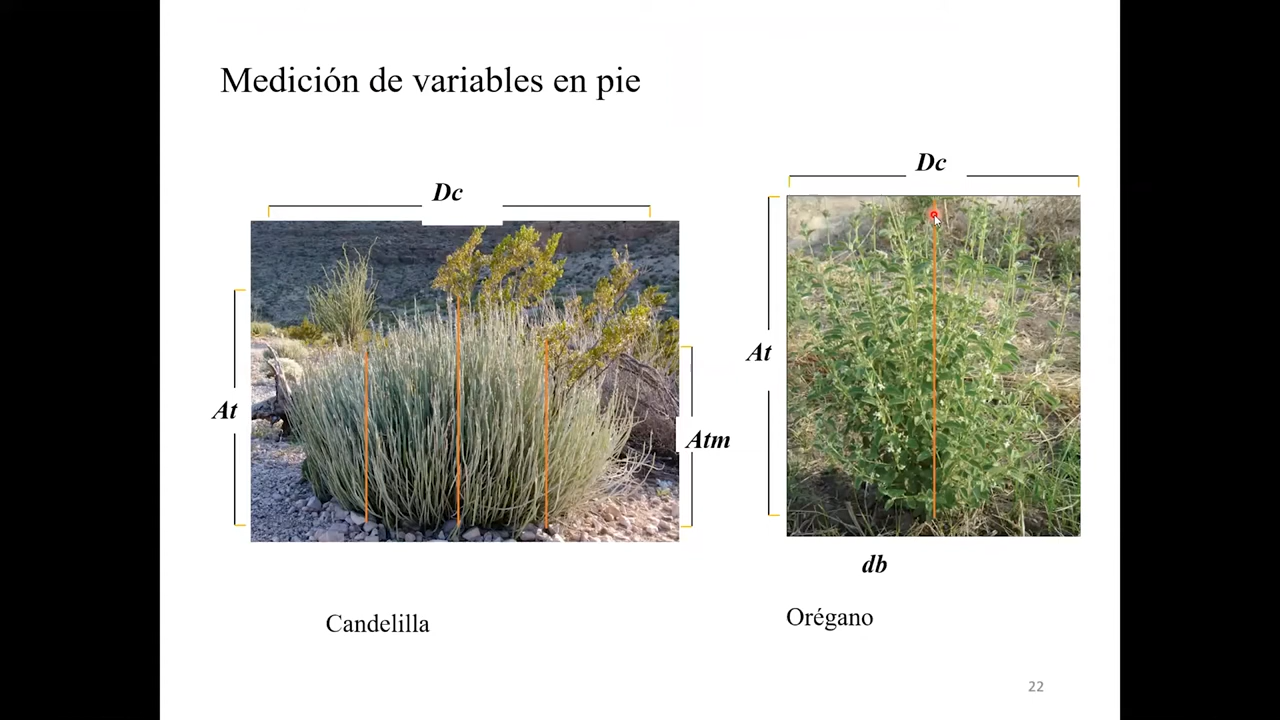 Medición de variables en pie
Dc
At
Atm
Candelilla
Dc
At
db
Orégano
22